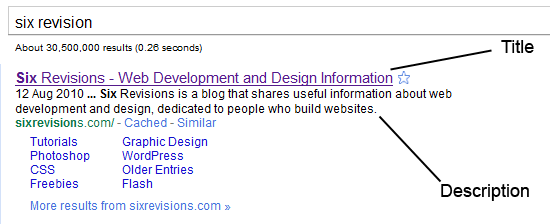 six revision
About 30,500,000 results (0.26 seconds)
Title
Six Revisions - Web Development and Design Information
12 Aug 2010 ... Six Revisions is a blog that shares useful information about web
development and design, dedicated to people who build websites.
sixrevisions.com/ - Cached - Similar
Tutorials Graphic Design
Photoshop WordPress
CSS Older Entries
Freebies Flash
Description
More results from sixrevisions.com »